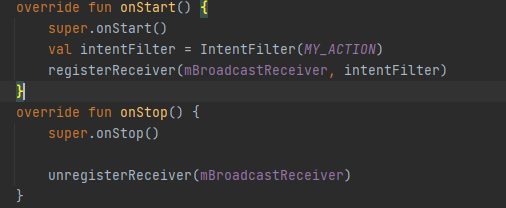 override fun onStart() {
super.onStart()
val intentFilter = IntentFilter(MY_ACTION)
registerReceiver(mBroadcastReceiver, intentFilter)
}
override fun onStop() {
super.onStop()
unregisterReceiver(mBroadcastReceiver)
}